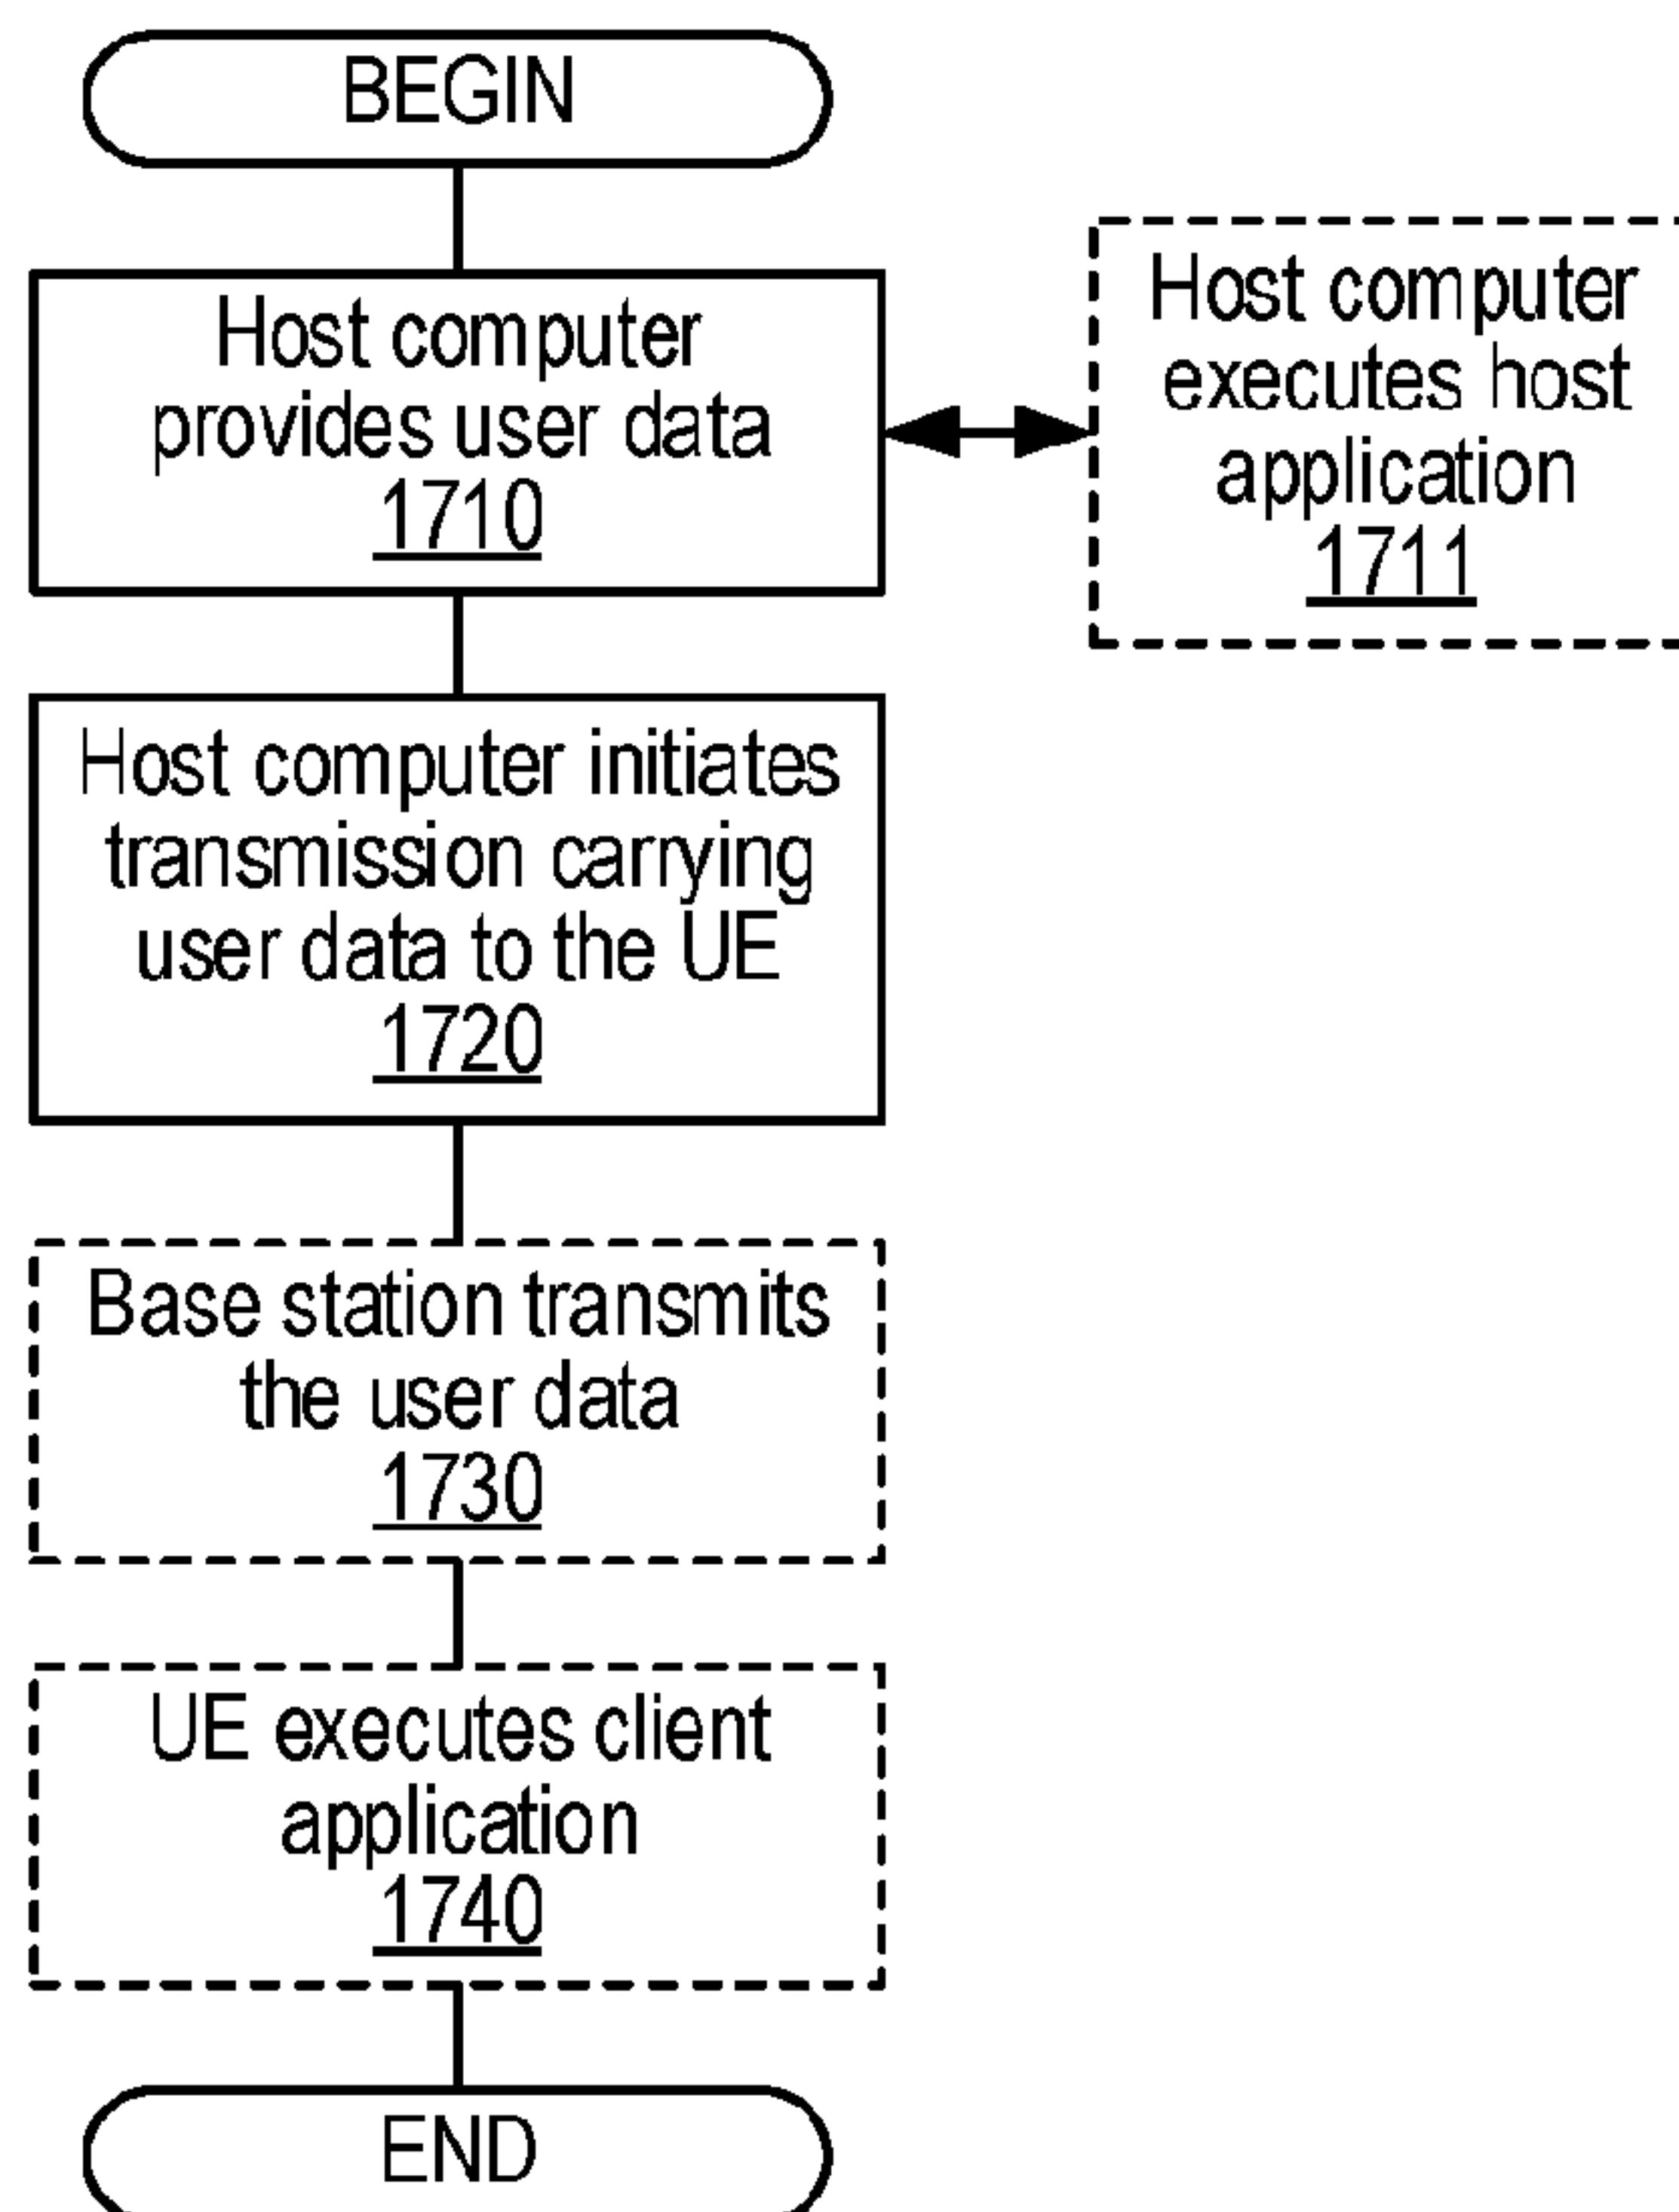 BEGIN
Host computer
provides user data
1710
Host computer
executes host
application
1711
Host computer initiates
transmission carrying
user data to the UE
1720
Base station transmits
the user data
1730
UE executes client
application
1740
END